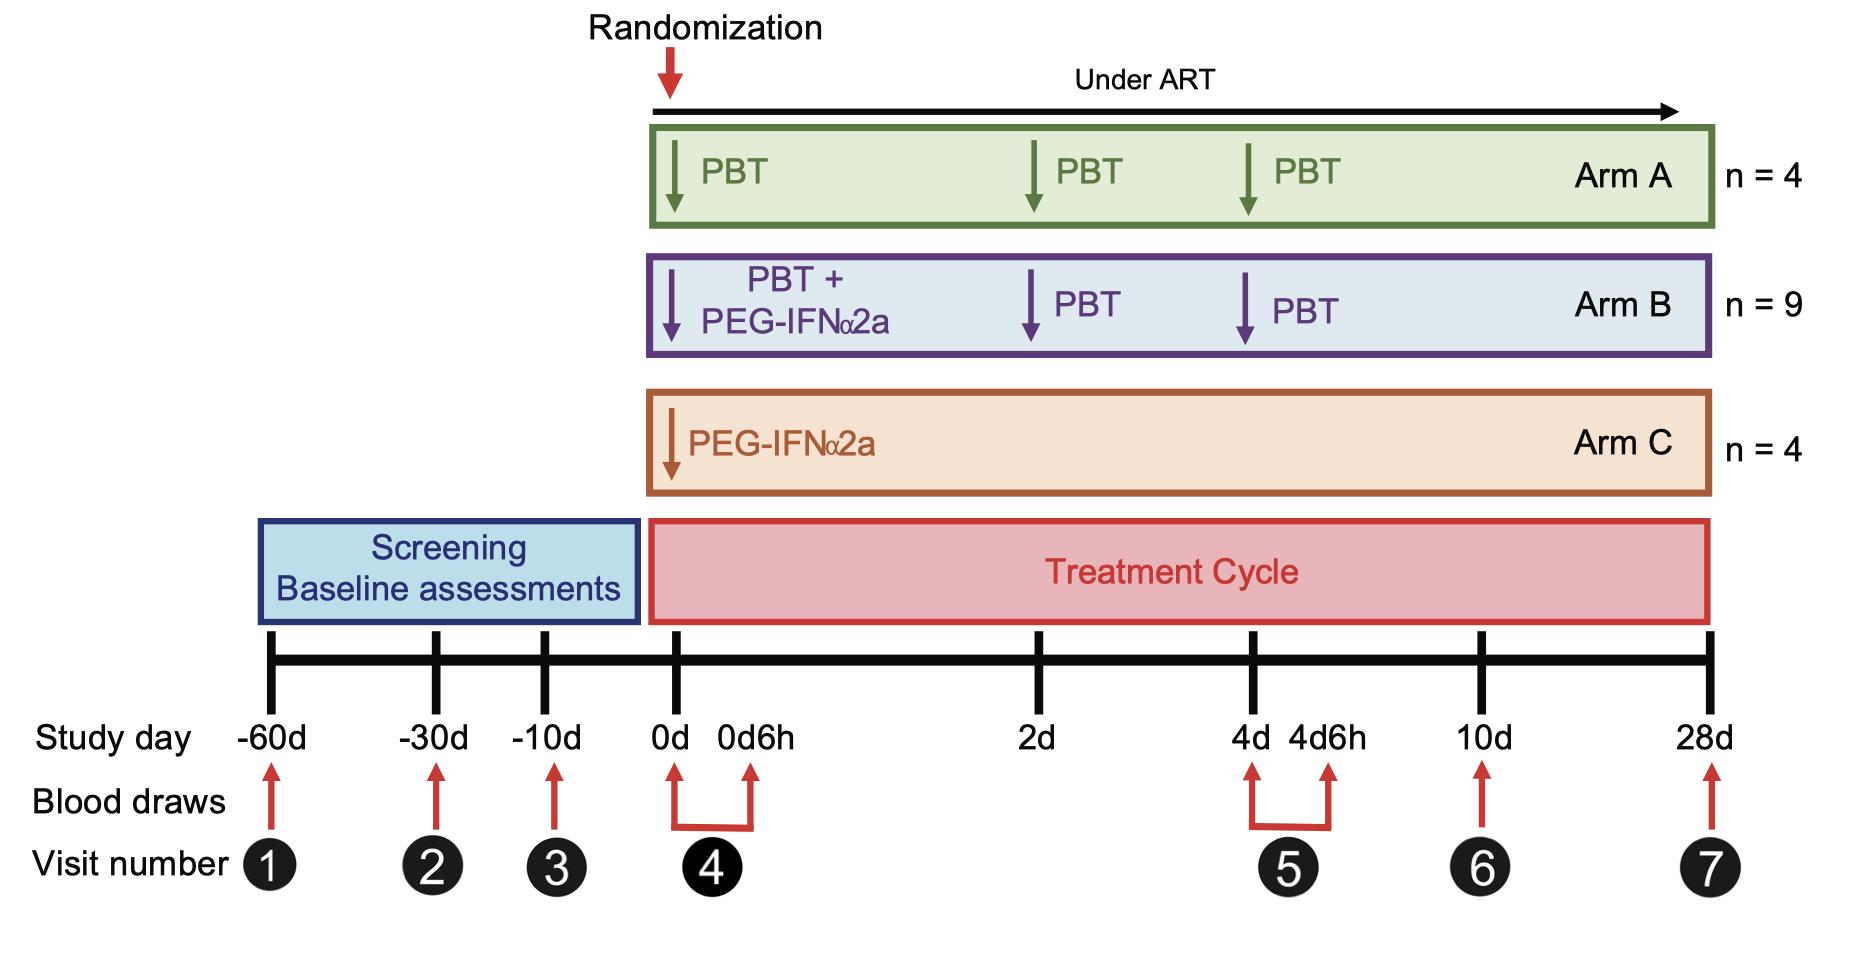 Randomization
Under ART
PBT PBT PBT Arm A n = 4
PBT +
PEG-IFNα2a PBT PBT Arm B n = 9
PEG-IFNα2a Arm C n = 4
Screening
Baseline assessments
Treatment Cycle
Study day -60d -30d -10d 0d 0d6h 2d 4d 4d6h 10d 28d
Blood draws
Visit number 1 2 3 4 5 6 7